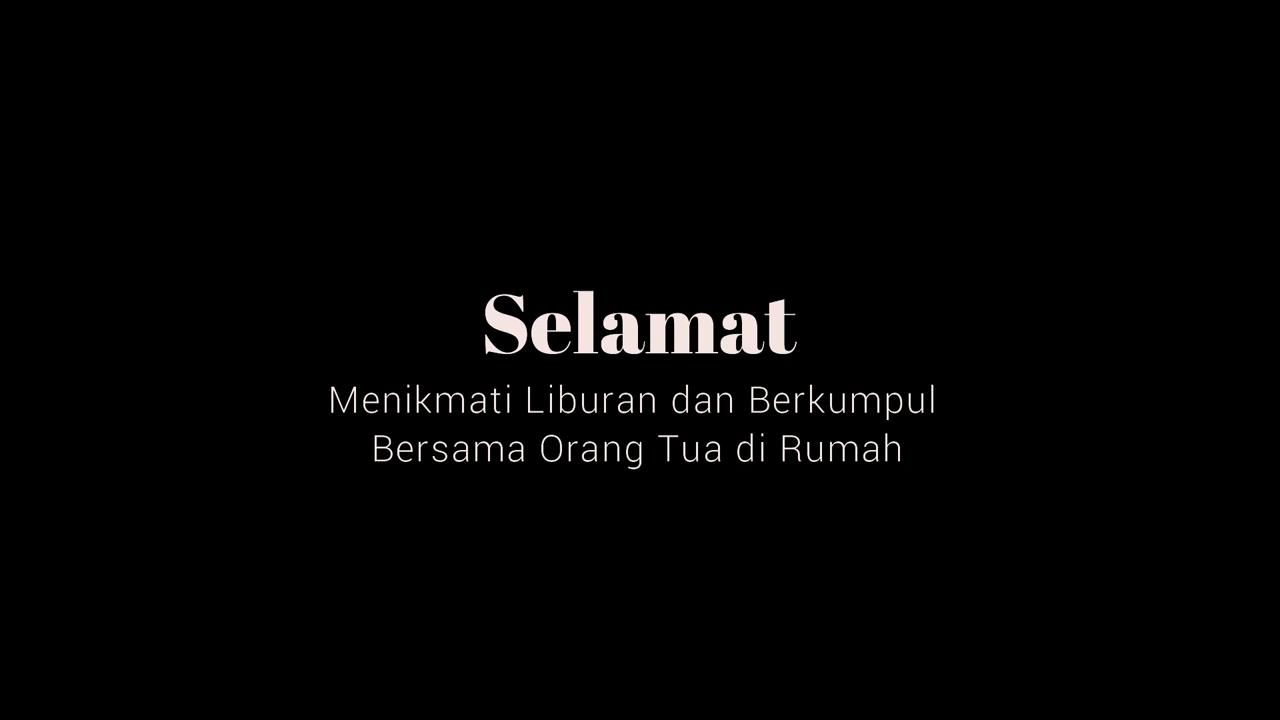 Selamat
Menikmati Liburan dan Berkumpul
Bersama Orang Tua di Rumah